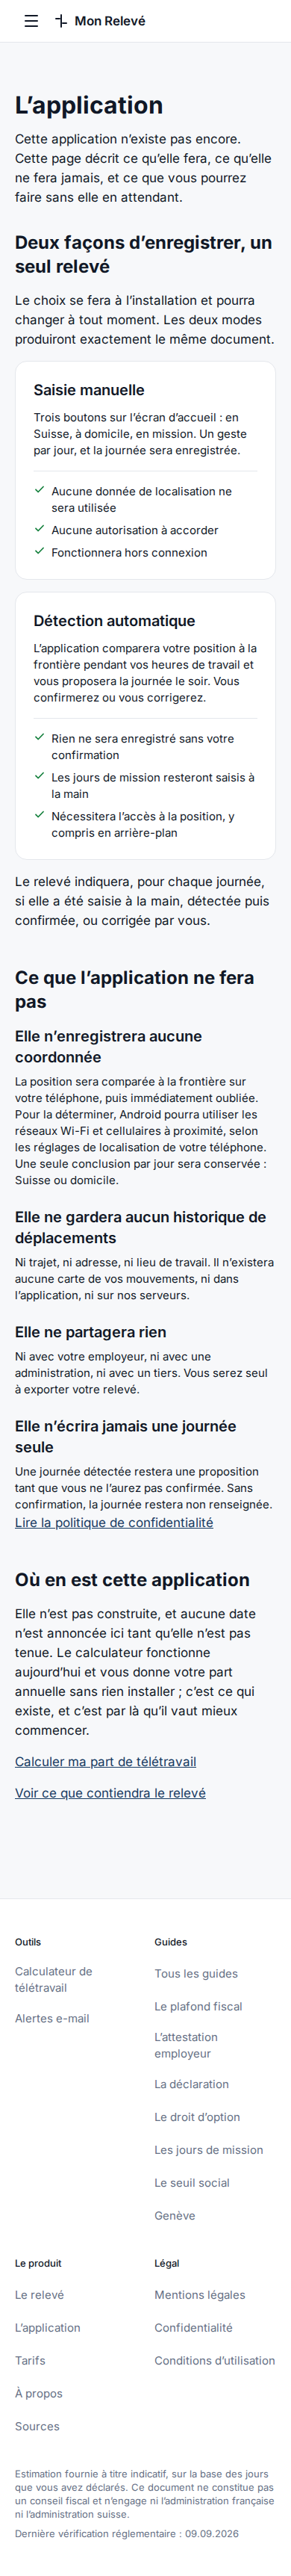 Mon Relevé
L’application
Cette application n’existe pas encore.
Cette page décrit ce qu’elle fera, ce qu’elle
ne fera jamais, et ce que vous pourrez
faire sans elle en attendant.
Deux façons d’enregistrer, un
seul relevé
Le choix se fera à l’installation et pourra
changer à tout moment. Les deux modes
produiront exactement le même document.
Saisie manuelle
Trois boutons sur l’écran d’accueil : en
Suisse, à domicile, en mission. Un geste
par jour, et la journée sera enregistrée.
Aucune donnée de localisation ne
sera utilisée
Aucune autorisation à accorder
Fonctionnera hors connexion
Détection automatique
L’application comparera votre position à la
frontière pendant vos heures de travail et
vous proposera la journée le soir. Vous
confirmerez ou vous corrigerez.
Rien ne sera enregistré sans votre
confirmation
Les jours de mission resteront saisis à
la main
Nécessitera l’accès à la position, y
compris en arrière-plan
Le relevé indiquera, pour chaque journée,
si elle a été saisie à la main, détectée puis
confirmée, ou corrigée par vous.
Ce que l’application ne fera
pas
Elle n’enregistrera aucune
coordonnée
La position sera comparée à la frontière sur
votre téléphone, puis immédiatement oubliée.
Pour la déterminer, Android pourra utiliser les
réseaux Wi-Fi et cellulaires à proximité, selon
les réglages de localisation de votre téléphone.
Une seule conclusion par jour sera conservée :
Suisse ou domicile.
Elle ne gardera aucun historique de
déplacements
Ni trajet, ni adresse, ni lieu de travail. Il n’existera
aucune carte de vos mouvements, ni dans
l’application, ni sur nos serveurs.
Elle ne partagera rien
Ni avec votre employeur, ni avec une
administration, ni avec un tiers. Vous serez seul
à exporter votre relevé.
Elle n’écrira jamais une journée
seule
Une journée détectée restera une proposition
tant que vous ne l’aurez pas confirmée. Sans
confirmation, la journée restera non renseignée.
Lire la politique de confidentialité
Où en est cette application
Elle n’est pas construite, et aucune date
n’est annoncée ici tant qu’elle n’est pas
tenue. Le calculateur fonctionne
aujourd’hui et vous donne votre part
annuelle sans rien installer ; c’est ce qui
existe, et c’est par là qu’il vaut mieux
commencer.
Calculer ma part de télétravail
Voir ce que contiendra le relevé
Outils
Calculateur de
télétravail
Alertes e-mail
Guides
Tous les guides
Le plafond fiscal
L’attestation
employeur
La déclaration
Le droit d’option
Les jours de mission
Le seuil social
Genève
Le produit
Le relevé
L’application
Tarifs
À propos
Sources
Légal
Mentions légales
Confidentialité
Conditions d’utilisation
Estimation fournie à titre indicatif, sur la base des jours
que vous avez déclarés. Ce document ne constitue pas
un conseil fiscal et n’engage ni l’administration française
ni l’administration suisse.
Dernière vérification réglementaire : 09.09.2026